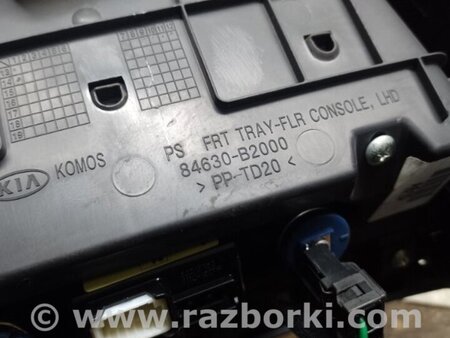 KIA
KOMOS
PS FRT TRAY-FLR CONSOLE, LHD
84630-B2000
> PP-TD20 <
© www.razborki.com